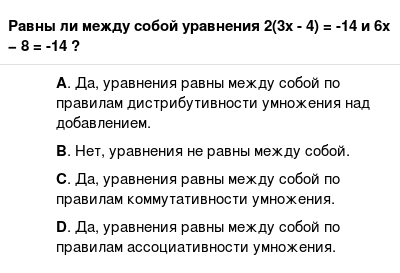 Равны ли между собой уравнения 2(3x - 4) = -14 и 6x
– 8 = -14 ?
A. Да, уравнения равны между собой по
правилам дистрибутивности умножения над
добавлением.
B. Нет, уравнения не равны между собой.
C. Да, уравнения равны между собой по
правилам коммутативности умножения.
D. Да, уравнения равны между собой по
правилам ассоциативности умножения.